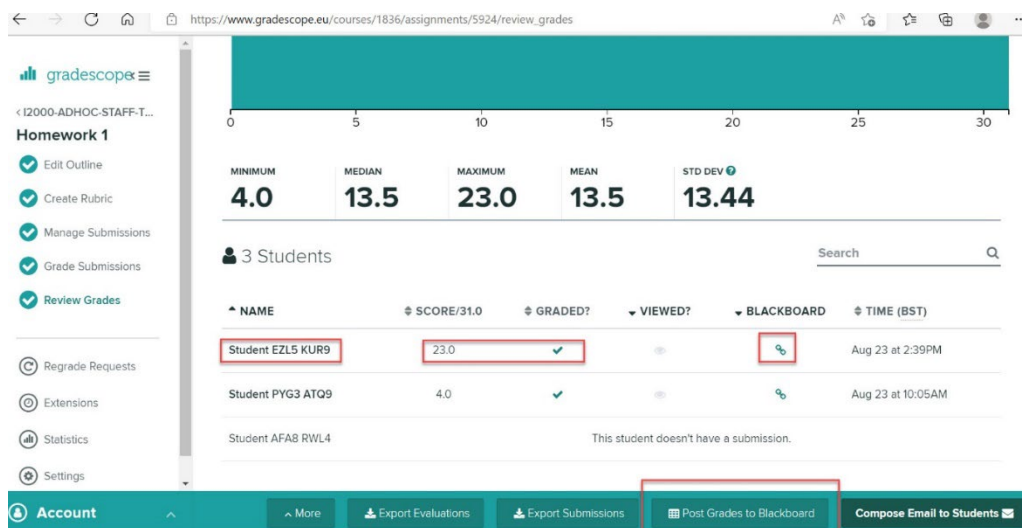 https://www.gradescope.eu/courses/1836/assignments/5924/review_grades
gradescope
< I2000-ADHOC-STAFF-T...
Homework 1
Edit Outline
Create Rubric
Manage Submissions
Grade Submissions
Review Grades
Regrade Requests
Extensions
Statistics
Settings
Account
0 5 10 15 20 25 30
MINIMUM MEDIAN MAXIMUM MEAN STD DEV
4.0 13.5 23.0 13.5 13.44
3 Students
Search
NAME SCORE/31.0 GRADED? VIEWED? BLACKBOARD TIME (BST)
Student EZL5 KUR9 23.0 Aug 23 at 2:39PM
Student PYG3 ATQ9 4.0 Aug 23 at 10:05AM
Student AFA8 RWL4 This student doesn't have a submission.
More Export Evaluations Export Submissions Post Grades to Blackboard Compose Email to Students